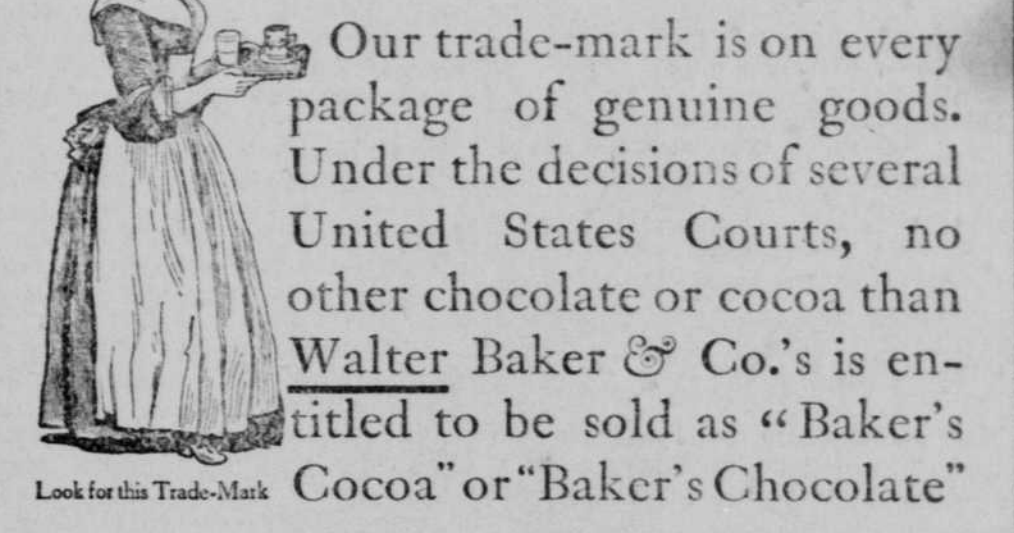 Our trade-mark is on every
package of genuine goods.
Under the decisions of several
United States Courts, no
other chocolate or cocoa than
Walter Baker & Co.'s is en-
titled to be sold as “Baker's
Cocoa” or “Baker's Chocolate”
Look for this Trade-Mark